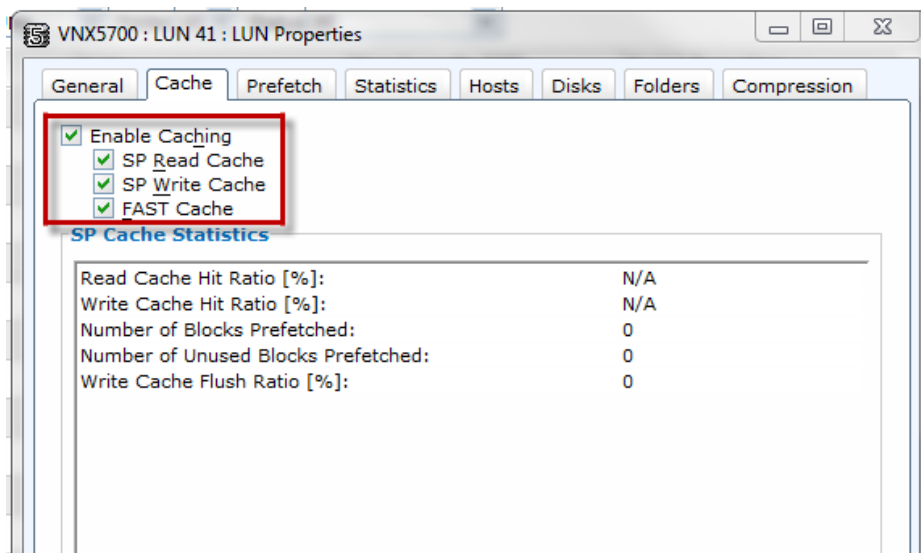 VNX5700 : LUN 41 : LUN Properties
General Cache Prefetch Statistics Hosts Disks Folders Compression
Enable Caching
SP Read Cache
SP Write Cache
FAST Cache
SP Cache Statistics
Read Cache Hit Ratio [%]: N/A
Write Cache Hit Ratio [%]: N/A
Number of Blocks Prefetched: 0
Number of Unused Blocks Prefetched: 0
Write Cache Flush Ratio [%]: 0